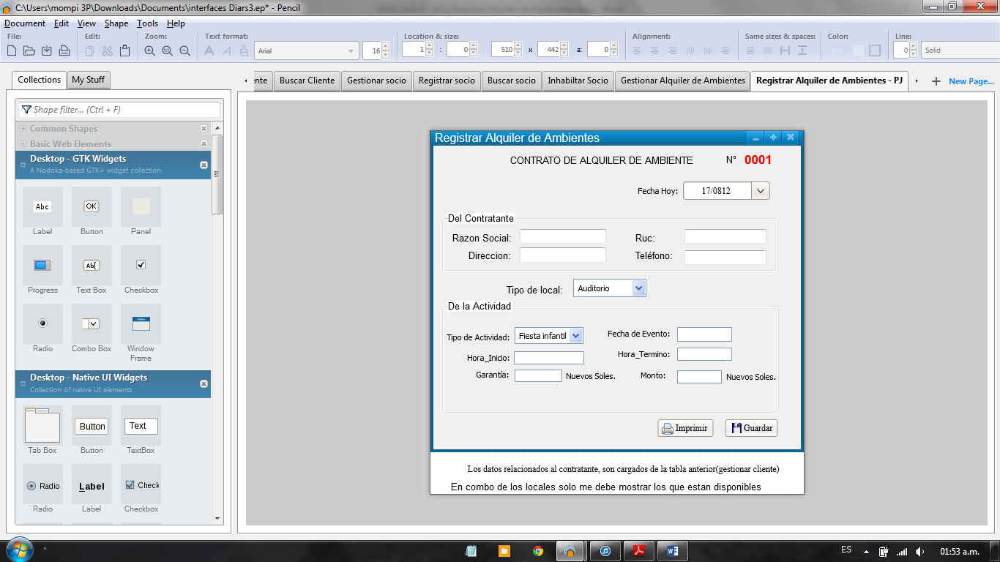 C:\Users\mompi 3P\Downloads\Documents\interfaces Diars3.ep* - Pencil
Document Edit View Shape Tools Help
File: Edit: Zoom: Text format: Location & size: Alignment: Same sizes & spaces: Color: Line:
1:1 Arial 16 1 : 0 510 x 442 a: 0 ABC 0 Solid
Collections My Stuff
ente Buscar Cliente Gestionar socio Registrar socio Buscar socio Inhabiltar Socio Gestionar Alquiler de Ambientes Registrar Alquiler de Ambientes - PJ New Page...
Shape filter... (Ctrl + F)
Common Shapes
Basic Web Elements
Desktop - GTK Widgets
A Nodoka-based GTK+ widget collection
Abc OK
Label Button Panel
Ab
Progress Text Box Checkbox
Radio Combo Box Window Frame
Desktop - Native UI Widgets
Collection of native UI elements
Button Text
Tab Box Button TextBox
Radio Label Check
Radio Label Checkbox
Registrar Alquiler de Ambientes
CONTRATO DE ALQUILER DE AMBIENTE N° 0001
Fecha Hoy: 17/0812
Del Contratante
Razon Social: Ruc:
Direccion: Teléfono:
Tipo de local: Auditorio
De la Actividad
Tipo de Actividad: Fiesta infantil Fecha de Evento:
Hora_Inicio: Hora_Termino:
Garantía: Nuevos Soles. Monto: Nuevos Soles.
Imprimir Guardar
Los datos relacionados al contratante, son cargados de la tabla anterior(gestionar cliente)
En combo de los locales solo me debe mostrar los que estan disponibles
ES 01:53 a.m.